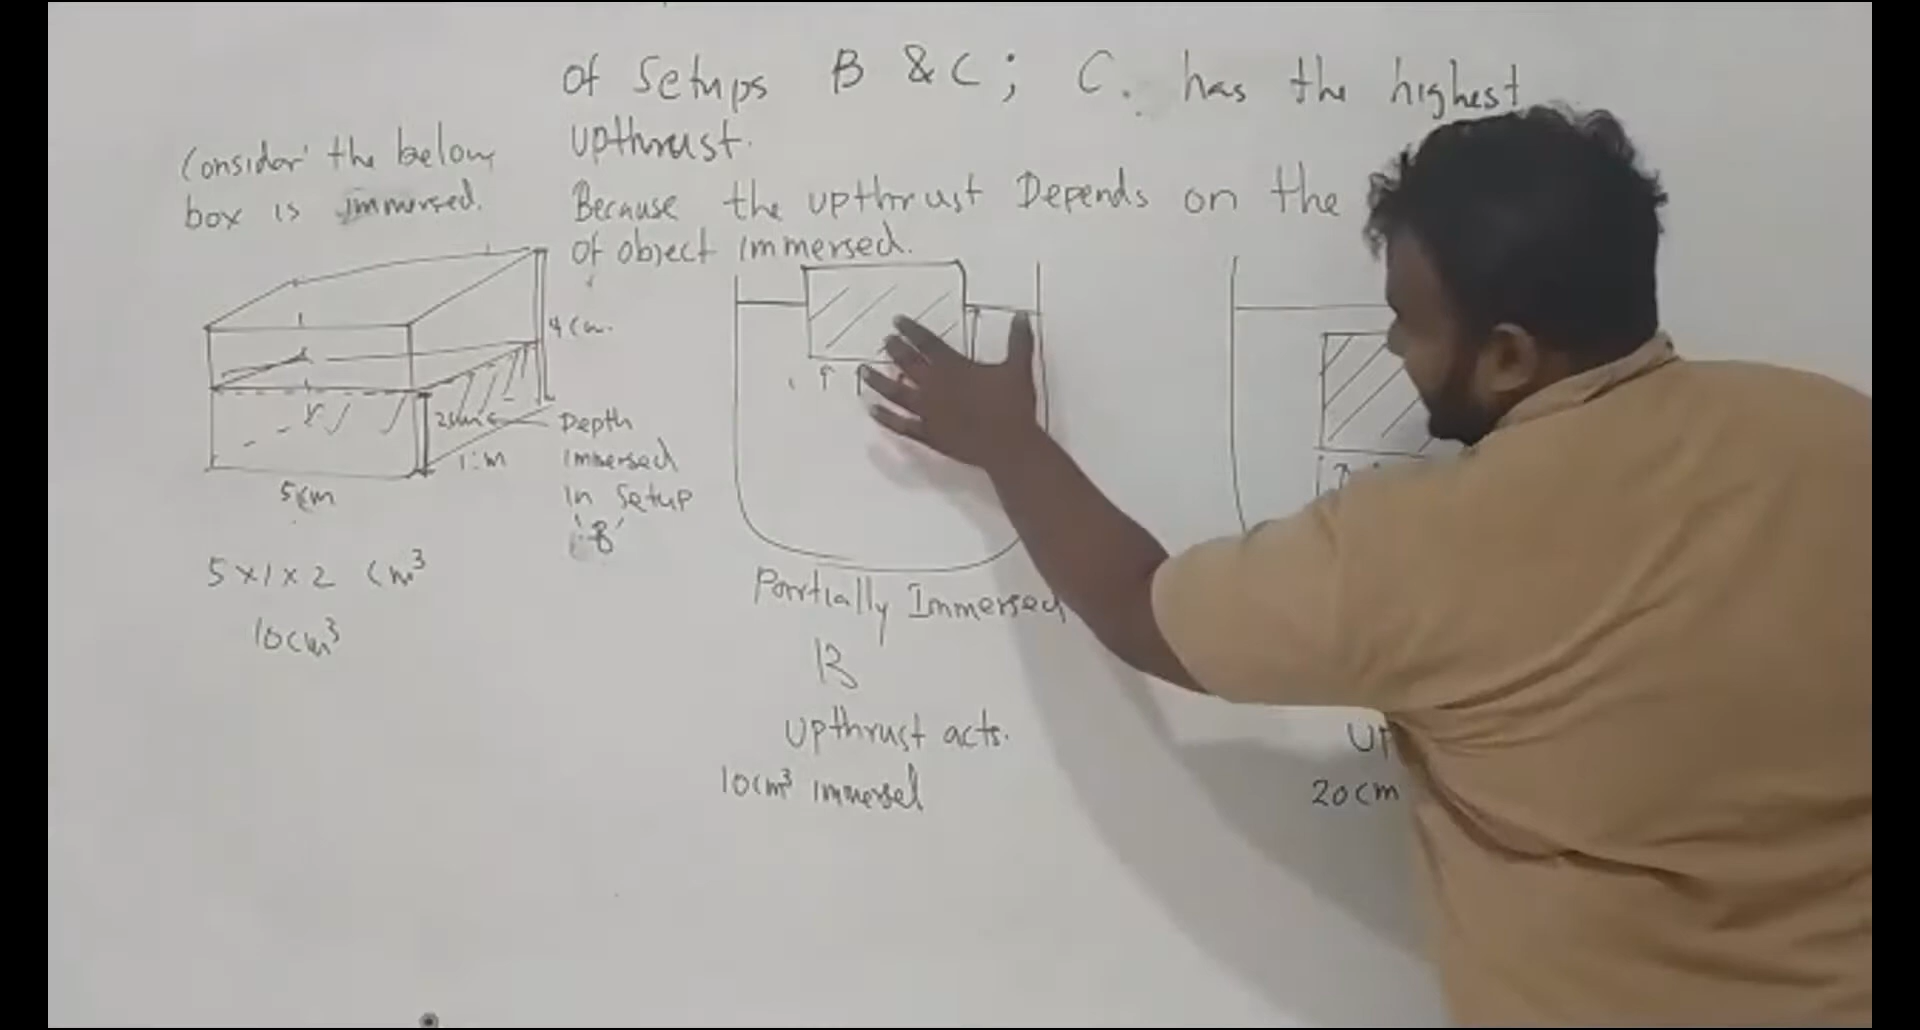 Of Setups B & C; C. has the highest
upthrust.
Because the upthrust Depends on the
of object immersed.
Consider the below
box is immersed.
4cm.
2cm
1cm
5cm
Depth
immersed
in setup
'B'
5 x 1 x 2 cm³
10cm³
Partially Immersed
B
Upthrust acts.
10cm³ immersed
UP
20cm